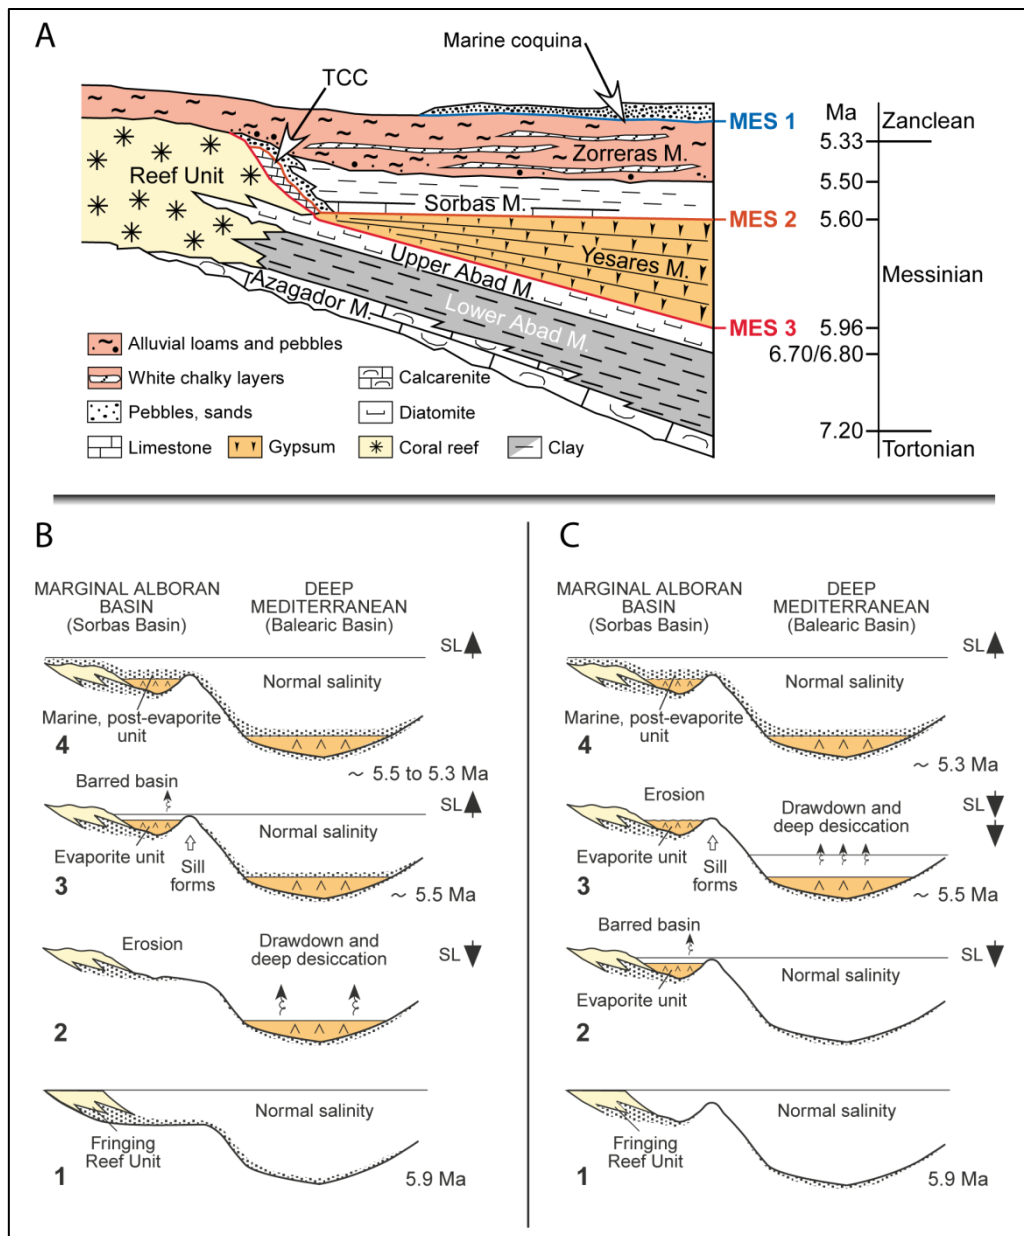 A
Marine coquina
TCC
MES 1
Ma
Zanclean
5.33
Zorreras M.
Reef Unit
5.50
Sorbas M.
MES 2
5.60
Yesares M.
Upper Abad M.
Messinian
Azagador M.
Lower Abad M.
MES 3
5.96
6.70/6.80
Alluvial loams and pebbles
White chalky layers
Calcarenite
Pebbles, sands
Diatomite
7.20
Limestone
Gypsum
Coral reef
Clay
Tortonian
B
MARGINAL ALBORAN
BASIN
(Sorbas Basin)
DEEP
MEDITERRANEAN
(Balearic Basin)
SL
Normal salinity
Marine, post-evaporite
unit
4
~ 5.5 to 5.3 Ma
Barred basin
SL
Normal salinity
Evaporite unit
Sill
forms
3
~ 5.5 Ma
Erosion
Drawdown and
deep desiccation
SL
2
Normal salinity
Fringing
Reef Unit
1
5.9 Ma
C
MARGINAL ALBORAN
BASIN
(Sorbas Basin)
DEEP
MEDITERRANEAN
(Balearic Basin)
SL
Normal salinity
Marine, post-evaporite
unit
4
~ 5.3 Ma
Erosion
Drawdown and
deep desiccation
SL
Evaporite unit
Sill
forms
3
~ 5.5 Ma
Barred basin
SL
Normal salinity
Evaporite unit
2
Normal salinity
Fringing
Reef Unit
1
5.9 Ma